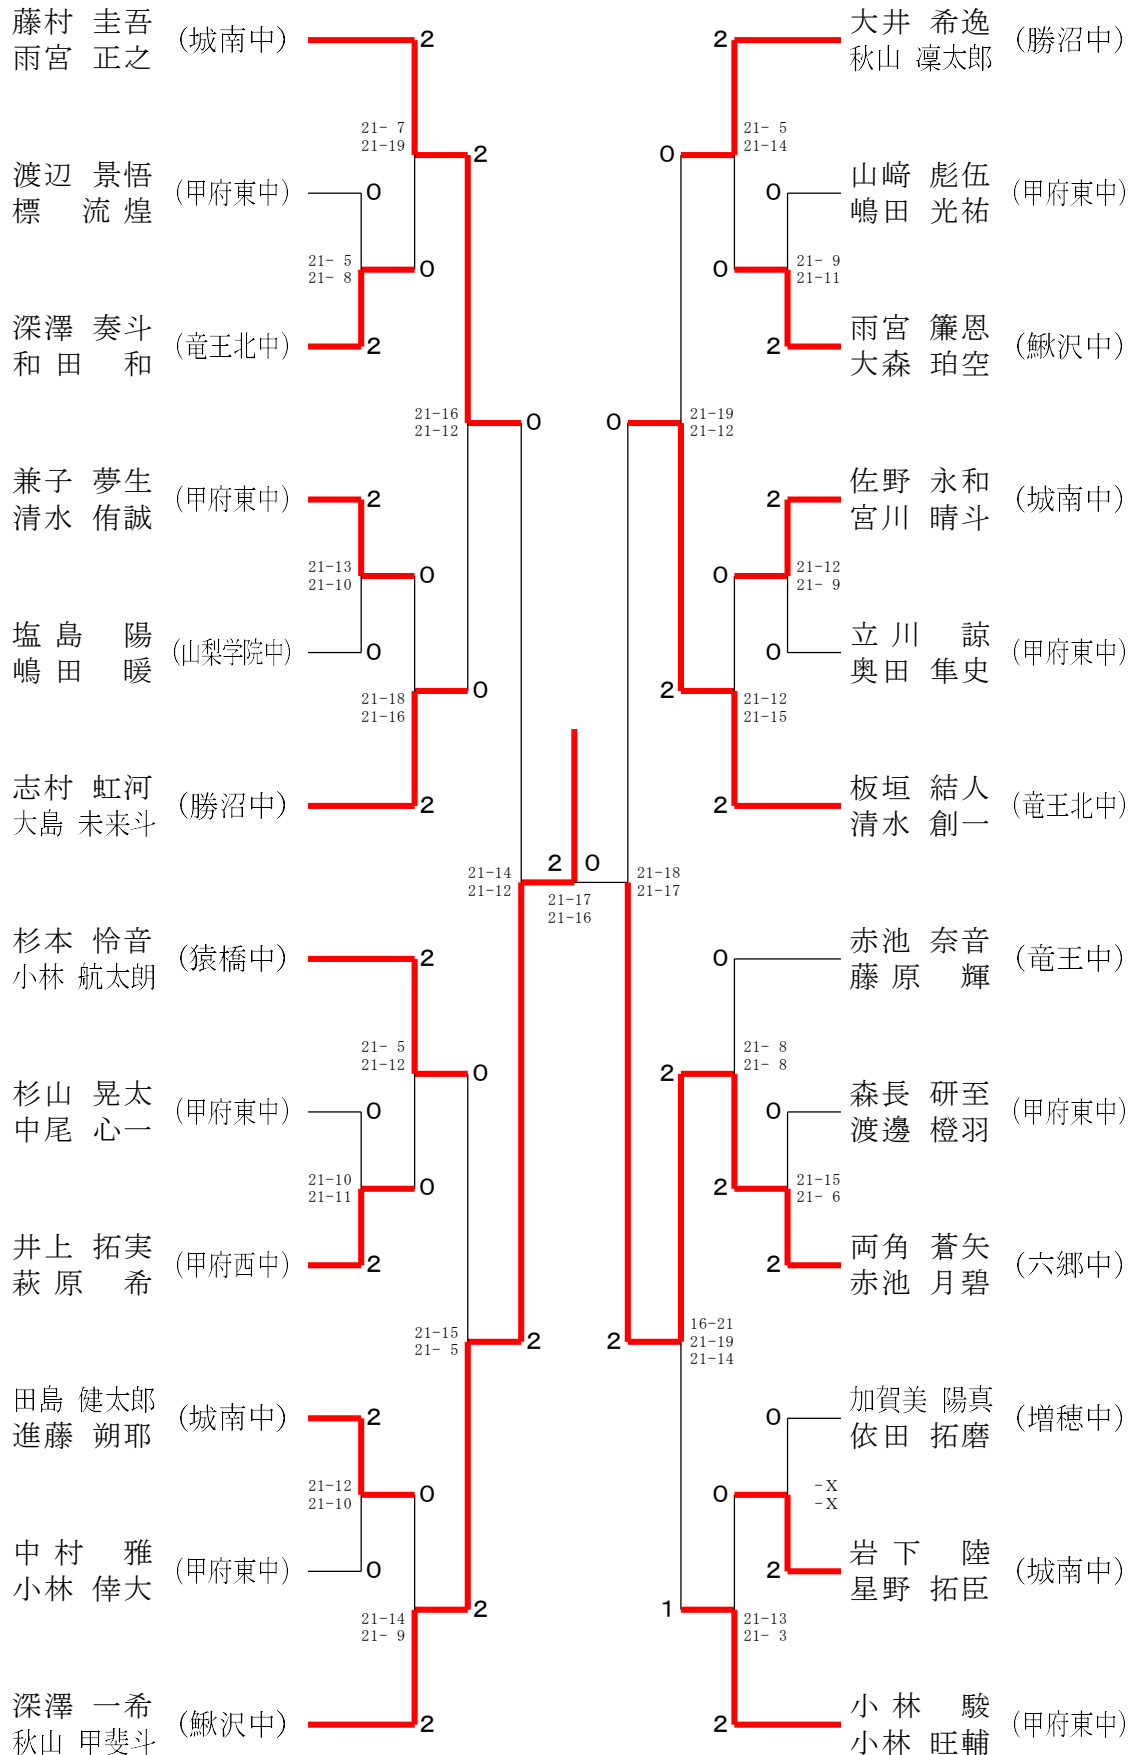 藤村 圭吾
雨宮 正之
(城南中)
2
21- 7
21-19
2
渡辺 景悟
標 流煌
(甲府東中)
0
21- 5
21- 8
0
深澤 奏斗
和田 和
(竜王北中)
2
21-16
21-12
0
兼子 夢生
清水 侑誠
(甲府東中)
2
21-13
21-10
0
塩島 陽
嶋田 暖
(山梨学院中)
0
21-18
21-16
0
志村 虹河
大島 未来斗
(勝沼中)
2
21-14
21-12
2 0
21-17
21-16
杉本 怜音
小林 航太朗
(猿橋中)
2
21- 5
21-12
0
杉山 晃太
中尾 心一
(甲府東中)
0
21-10
21-11
0
井上 拓実
萩原 希
(甲府西中)
2
21-15
21- 5
2
田島 健太郎
進藤 朔耶
(城南中)
2
21-12
21-10
0
中村 雅
小林 倖大
(甲府東中)
0
21-14
21- 9
2
深澤 一希
秋山 甲斐斗
(鰍沢中)
2
2
大井 希逸
秋山 凜太郎
(勝沼中)
0
21- 5
21-14
0
山﨑 彪伍
嶋田 光祐
(甲府東中)
0
21- 9
21-11
2
雨宮 簾恩
大森 珀空
(鰍沢中)
0
21-19
21-12
2
佐野 永和
宮川 晴斗
(城南中)
0
21-12
21- 9
0
立川 諒
奥田 隼史
(甲府東中)
2
21-12
21-15
2
板垣 結人
清水 創一
(竜王北中)
21-18
21-17
0
赤池 奈音
藤原 輝
(竜王中)
2
21- 8
21- 8
0
森長 研至
渡邊 橙羽
(甲府東中)
2
21-15
21- 6
2
両角 蒼矢
赤池 月碧
(六郷中)
2
16-21
21-19
21-14
0
加賀美 陽真
依田 拓磨
(増穂中)
0
-X
-X
2
岩下 陸
星野 拓臣
(城南中)
1
21-13
21- 3
2
小林 駿
小林 旺輔
(甲府東中)